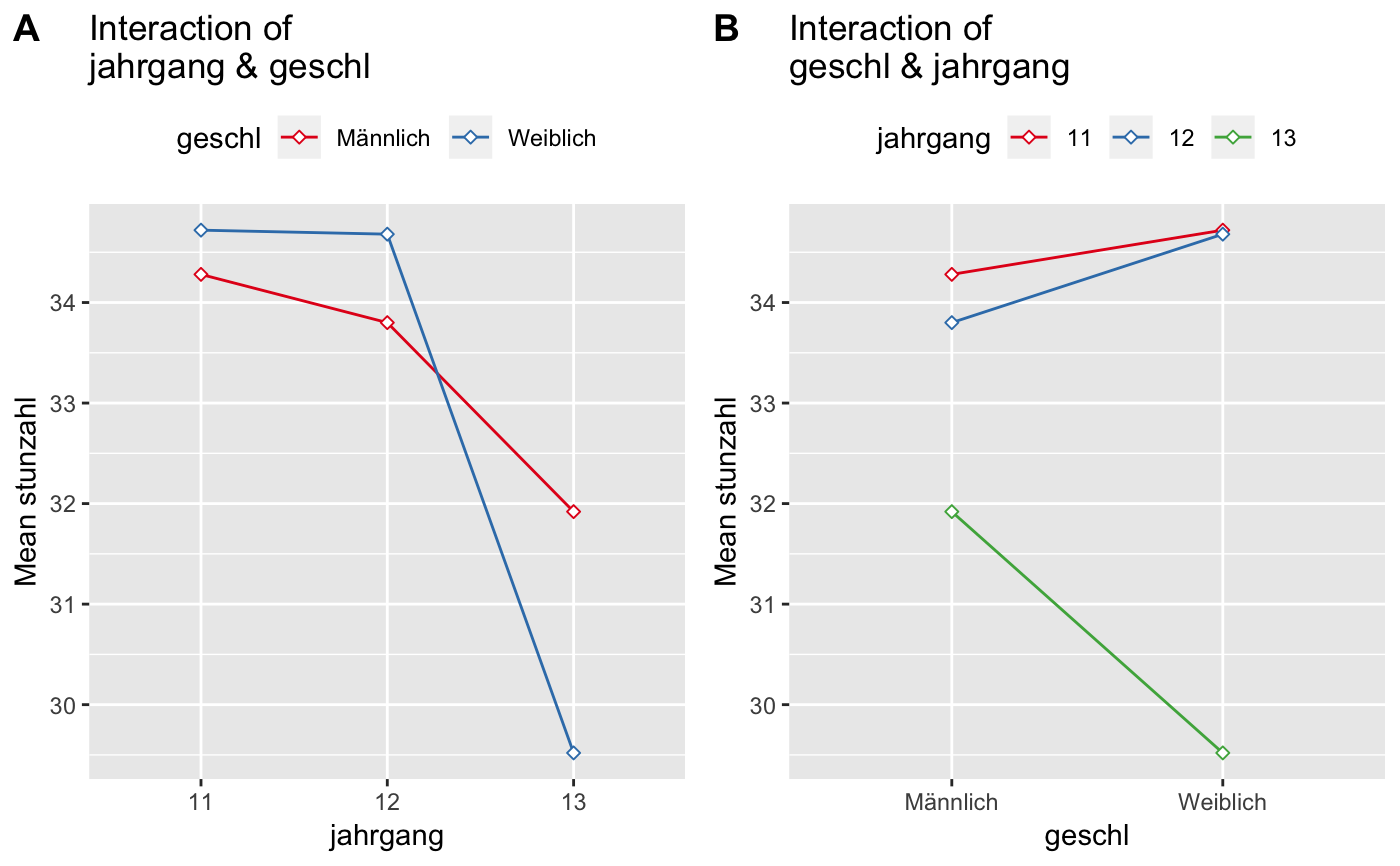 A
Interaction of
jahrgang & geschl
geschl Männlich Weiblich
Mean stunzahl
34
33
32
31
30
11 12 13
jahrgang
B
Interaction of
geschl & jahrgang
jahrgang 11 12 13
Mean stunzahl
34
33
32
31
30
Männlich Weiblich
geschl